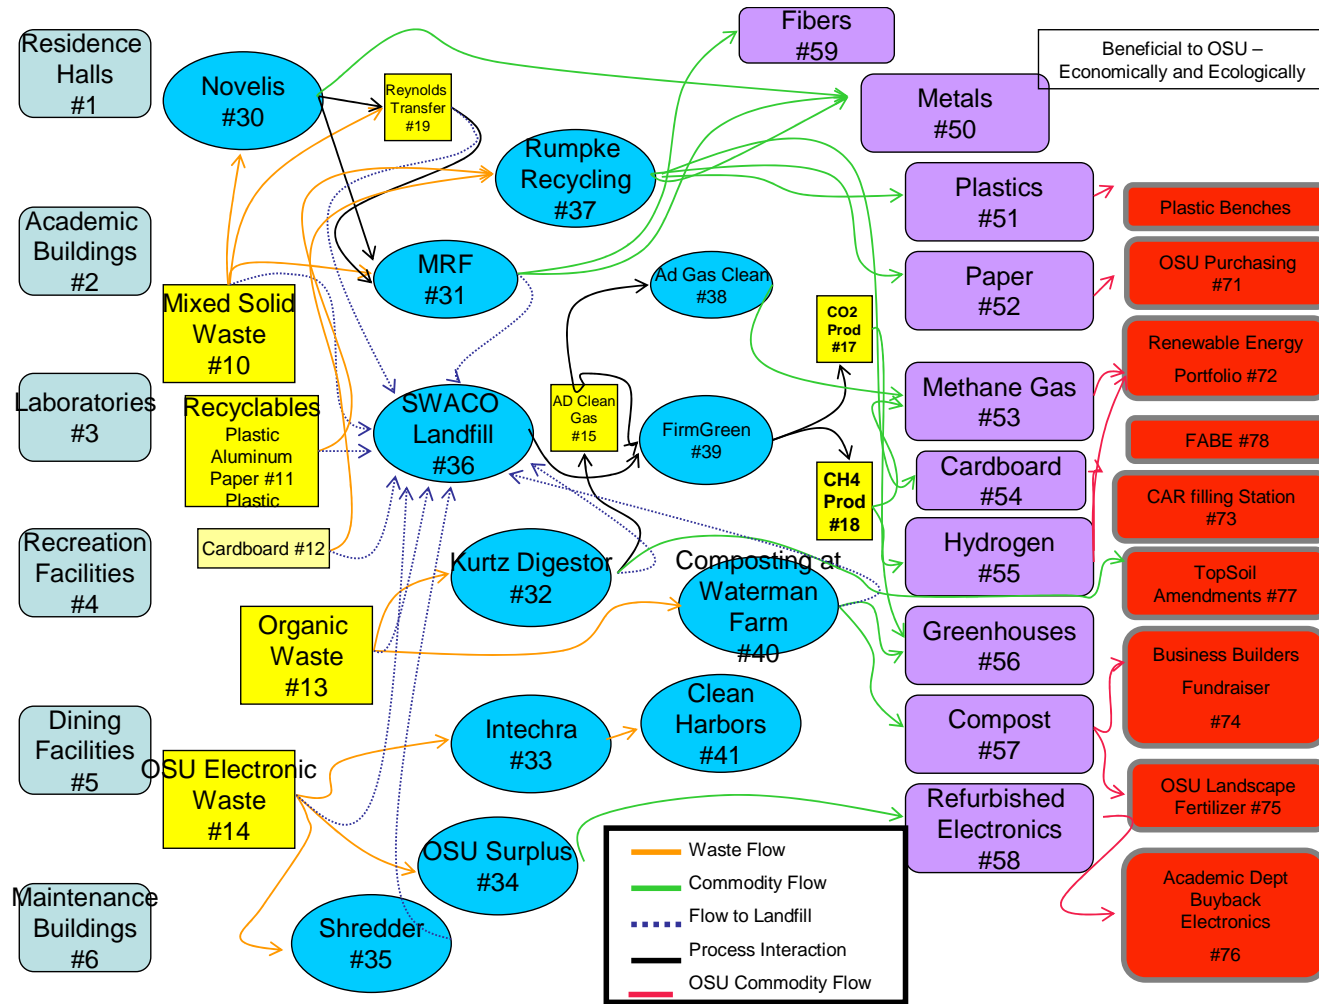 Residence
Halls
#1
Academic
Buildings
#2
Laboratories
#3
Recreation
Facilities
#4
Dining
Facilities
#5
Maintenance
Buildings
#6
Novelis
#30
Reynolds
Transfer
#19
Mixed Solid
Waste
#10
Recyclables
Plastic
Aluminum
Paper #11
Plastic
Cardboard #12
Organic
Waste
#13
OSU Electronic
Waste
#14
Rumpke
Recycling
#37
MRF
#31
SWACO
Landfill
#36
Kurtz Digestor
#32
Intechra
#33
OSU Surplus
#34
Shredder
#35
AD Clean
Gas
#15
Ad Gas Clean
#38
FirmGreen
#39
Composting at
Waterman
Farm
#40
Clean
Harbors
#41
CO2
Prod
#17
CH4
Prod
#18
Fibers
#59
Metals
#50
Plastics
#51
Paper
#52
Methane Gas
#53
Cardboard
#54
Hydrogen
#55
Greenhouses
#56
Compost
#57
Refurbished
Electronics
#58
Beneficial to OSU –
Economically and Ecologically
Plastic Benches
OSU Purchasing
#71
Renewable Energy
Portfolio #72
FABE #78
CAR filling Station
#73
TopSoil
Amendments #77
Business Builders
Fundraiser
#74
OSU Landscape
Fertilizer #75
Academic Dept
Buyback
Electronics
#76
Waste Flow
Commodity Flow
Flow to Landfill
Process Interaction
OSU Commodity Flow